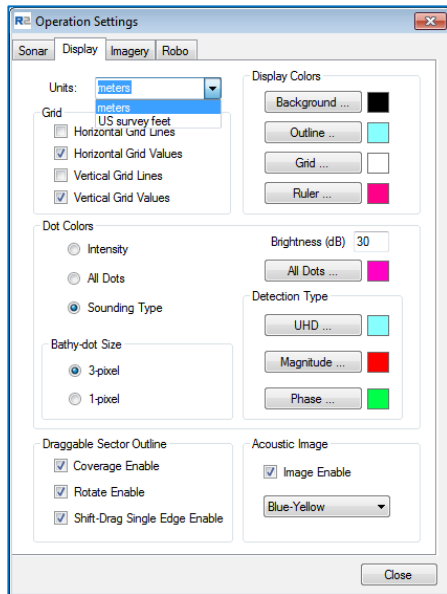 R2 Operation Settings
Sonar Display Imagery Robo
Units: meters
meters
US survey feet
Grid
Horizontal Grid Lines
Horizontal Grid Values
Vertical Grid Lines
Vertical Grid Values
Display Colors
Background ...
Outline ..
Grid ...
Ruler ...
Dot Colors
Intensity
All Dots
Sounding Type
Brightness (dB) 30
All Dots ...
Bathy-dot Size
3-pixel
1-pixel
Detection Type
UHD ...
Magnitude ...
Phase ...
Draggable Sector Outline
Coverage Enable
Rotate Enable
Shift-Drag Single Edge Enable
Acoustic Image
Image Enable
Blue-Yellow
Close